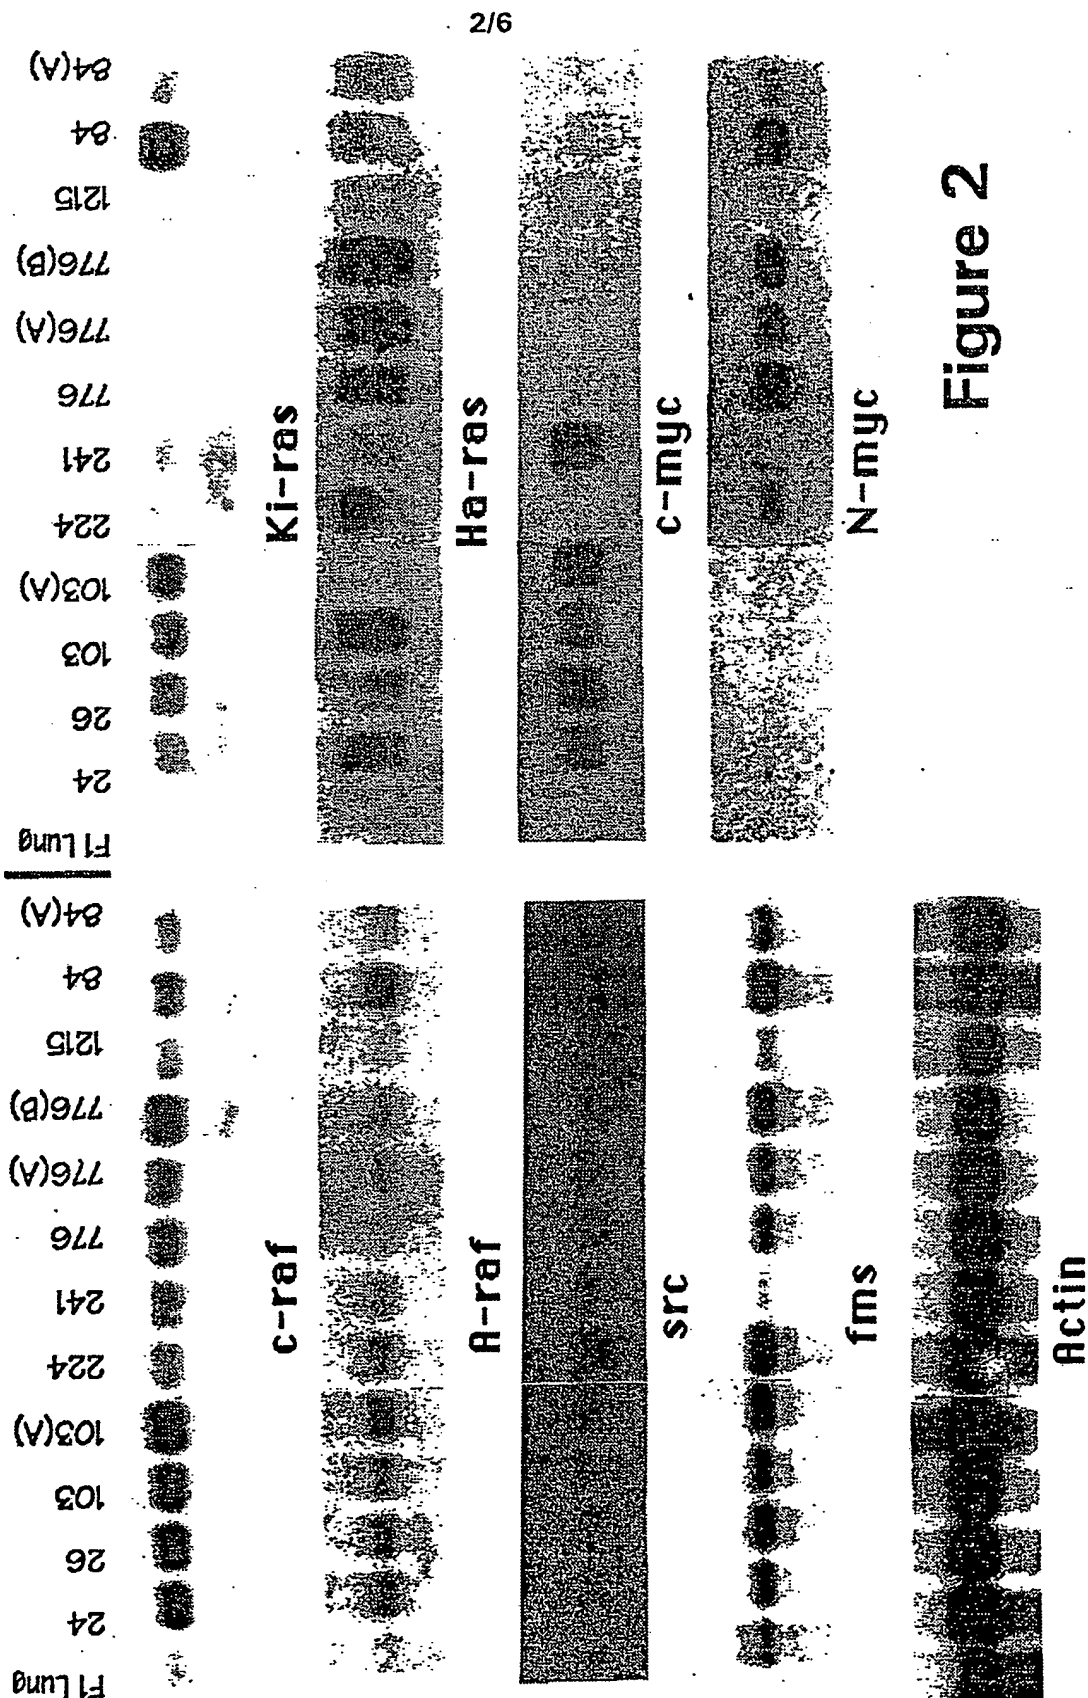 2/6
F1 Lung
24
26
103
103(A)
224
241
776
776(A)
776(B)
1215
84
84(A)
c-raf
A-raf
src
fms
Actin
F1 Lung
24
26
103
103(A)
224
241
776
776(A)
776(B)
1215
84
84(A)
Ki-ras
Ha-ras
c-myc
N-myc
Figure 2